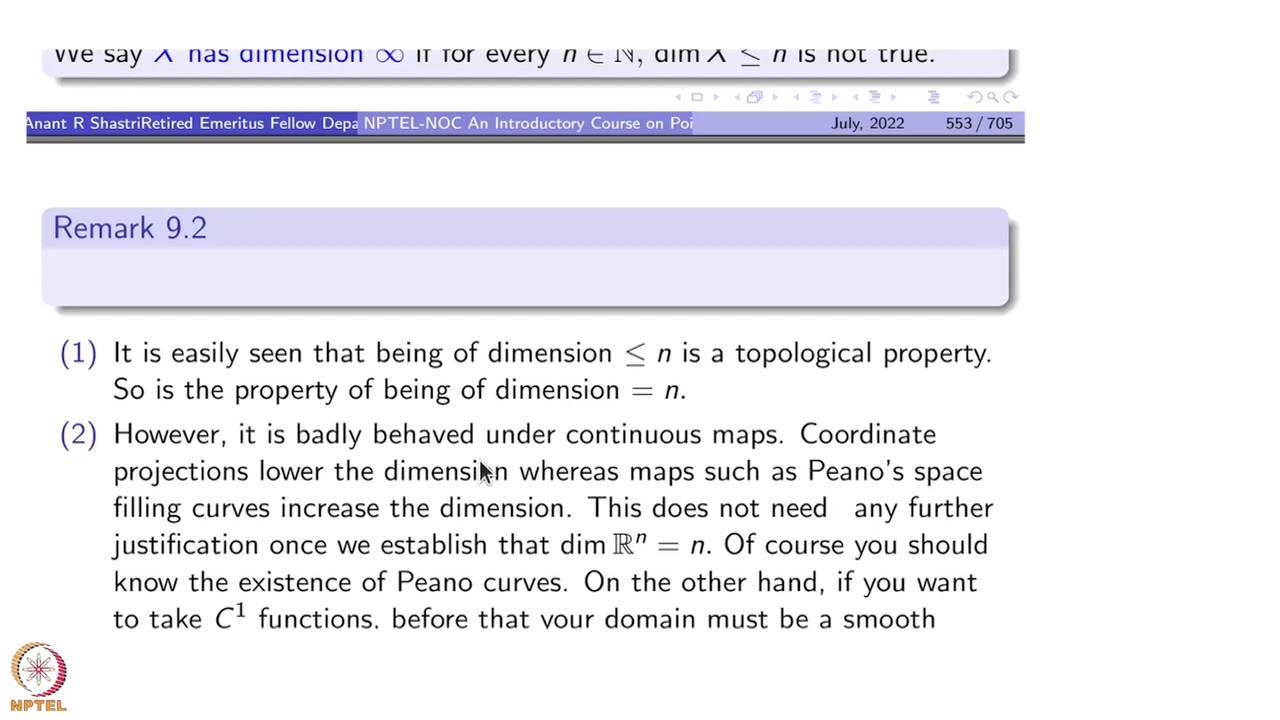 We say X has dimension ∞ if for every n ∈ ℕ, dim X ≤ n is not true.
Anant R ShastriRetired Emeritus Fellow Depa NPTEL-NOC An Introductory Course on Poi July, 2022 553 / 705
Remark 9.2
(1) It is easily seen that being of dimension ≤ n is a topological property.
So is the property of being of dimension = n.
(2) However, it is badly behaved under continuous maps. Coordinate
projections lower the dimension whereas maps such as Peano's space
filling curves increase the dimension. This does not need any further
justification once we establish that dim ℝⁿ = n. Of course you should
know the existence of Peano curves. On the other hand, if you want
to take C¹ functions, before that your domain must be a smooth
NPTEL